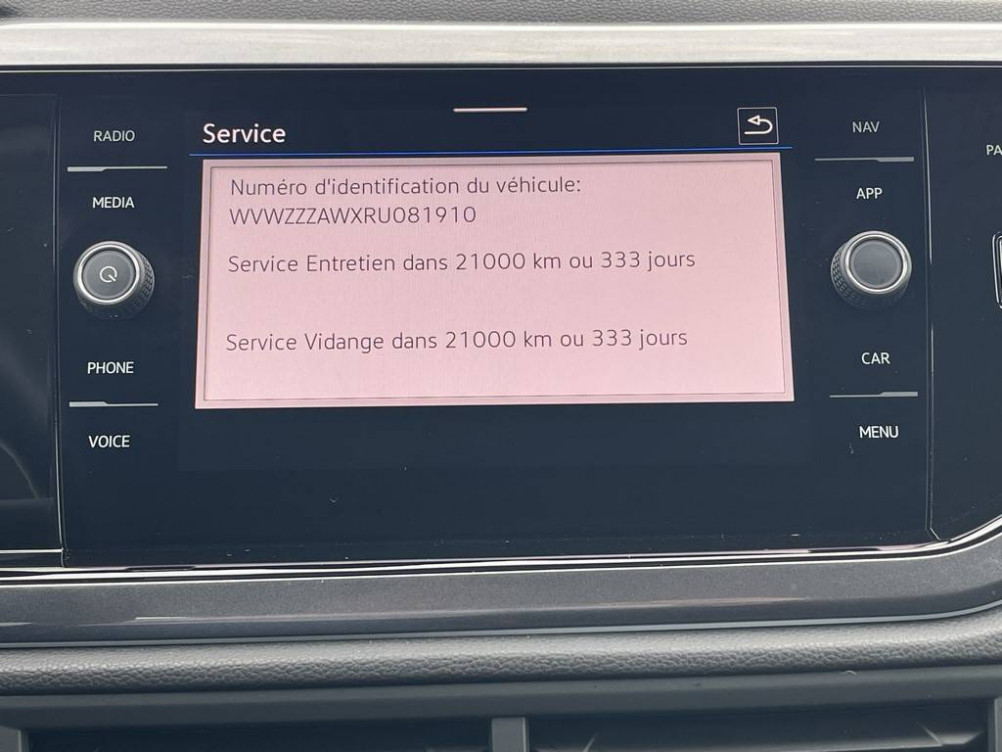 RADIO
MEDIA
PHONE
VOICE
Service
Numéro d'identification du véhicule:
WVWZZZAWXRU081910
Service Entretien dans 21000 km ou 333 jours
Service Vidange dans 21000 km ou 333 jours
NAV
APP
CAR
MENU
PA